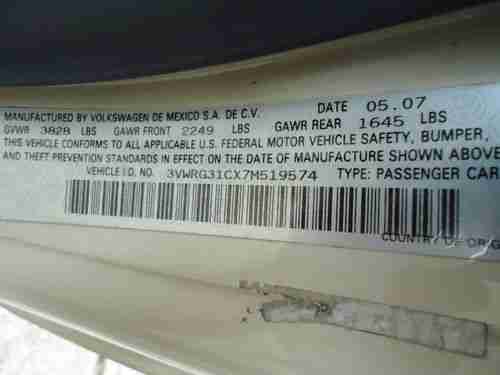 MANUFACTURED BY VOLKSWAGEN DE MEXICO S.A. DE C.V. DATE 05.07
GVWR 3828 LBS GAWR FRONT 2249 LBS GAWR REAR 1645 LBS
THIS VEHICLE CONFORMS TO ALL U.S. FEDERAL MOTOR VEHICLE SAFETY, BUMPER,
AND THEFT PREVENTION STANDARDS IN EFFECT ON THE DATE OF MANUFACTURE SHOWN ABOVE
VEHICLE I.D. NO. 3VWRG31CX7M519574 TYPE: PASSENGER CAR
COUNTRY OF